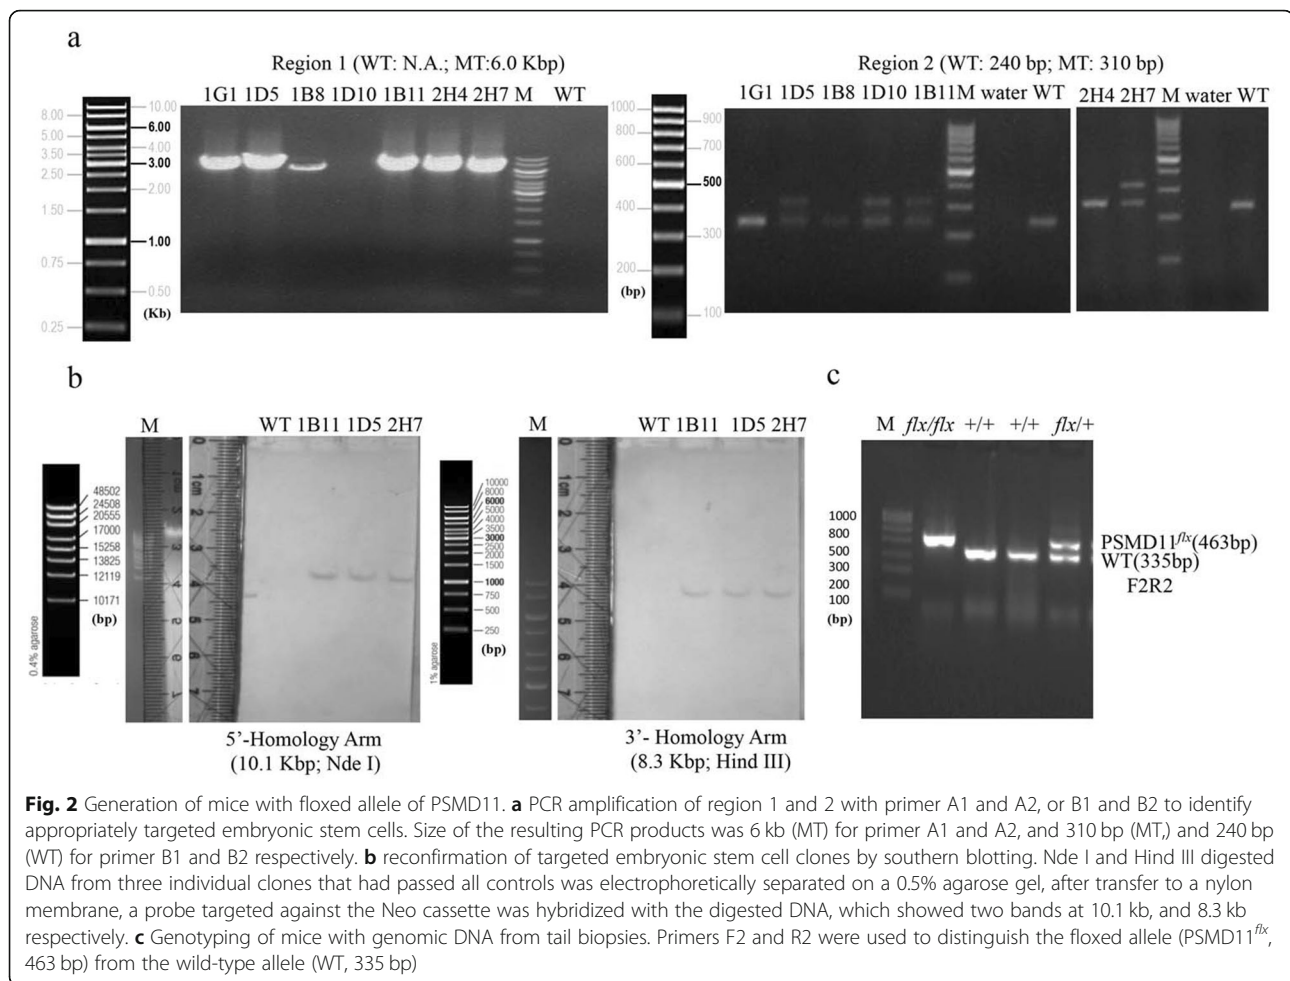 a
Region 1 (WT: N.A.; MT:6.0 Kbp)
1G1 1D5 1B8 1D10 1B11 2H4 2H7 M WT
10.00
8.00
6.00
5.00
4.00
3.50
3.00
2.50
2.00
1.50
1.00
0.75
0.50
(Kb)
0.25
Region 2 (WT: 240 bp; MT: 310 bp)
1G1 1D5 1B8 1D10 1B11M water WT
2H4 2H7 M water WT
1000
900
800
700
600
500
400
300
200
(bp)
100
b
M
WT 1B11 1D5 2H7
48502
24508
20555
17000
15258
13825
12119
10171
(bp)
0.4% agarose
5’-Homology Arm
(10.1 Kbp; Nde I)
M
WT 1B11 1D5 2H7
10000
8000
6000
5000
4000
3500
3000
2500
2000
1500
1000
750
500
250
(bp)
1% agarose
3’- Homology Arm
(8.3 Kbp; Hind III)
c
M flx/flx +/+ +/+ flx/+
1000
800
500
300
200
100
(bp)
PSMD11flx(463bp)
WT(335bp)
F2R2
Fig. 2 Generation of mice with floxed allele of PSMD11. a PCR amplification of region 1 and 2 with primer A1 and A2, or B1 and B2 to identify
appropriately targeted embryonic stem cells. Size of the resulting PCR products was 6 kb (MT) for primer A1 and A2, and 310 bp (MT,) and 240 bp
(WT) for primer B1 and B2 respectively. b reconfirmation of targeted embryonic stem cell clones by southern blotting. Nde I and Hind III digested
DNA from three individual clones that had passed all controls was electrophoretically separated on a 0.5% agarose gel, after transfer to a nylon
membrane, a probe targeted against the Neo cassette was hybridized with the digested DNA, which showed two bands at 10.1 kb, and 8.3 kb
respectively. c Genotyping of mice with genomic DNA from tail biopsies. Primers F2 and R2 were used to distinguish the floxed allele (PSMD11flx,
463 bp) from the wild-type allele (WT, 335 bp)